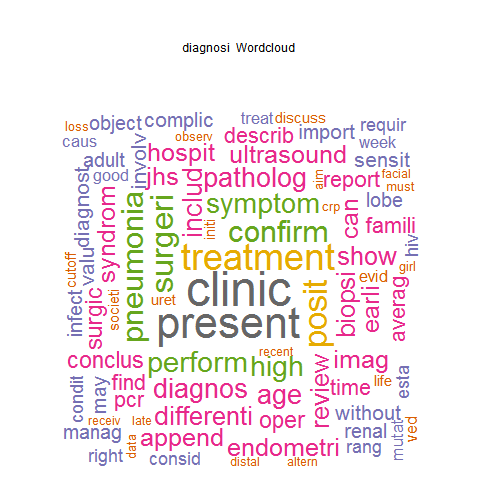 diagnosi Wordcloud
loss
object
complic
treat
discuss
caus
observ
describ
import
requir
adult
hospit
ultrasound
week
sensit
good
involv
jhs
patholog
aim
report
facial
must
diagnost
syndrom
includ
symptom
crp
can
lobe
pneumonia
surgeri
initi
confirm
famili
hiv
cutoff
valu
treatment
show
girl
infect
surgic
societi
uret
clinic
present
posit
biopsi
evid
earli
averag
conclus
perform
recent
high
review
imag
condit
may
find
pcr
diagnos
age
time
life
esta
receiv
late
differenti
oper
without
manag
data
append
endometri
renal
rang
mutat
ved
right
consid
distal
altern